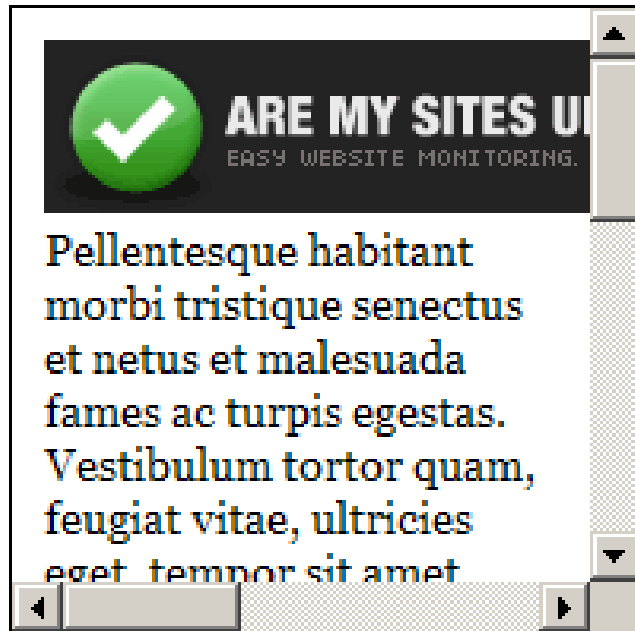 ARE MY SITES U
EASY WEBSITE MONITORING.
Pellentesque habitant
morbi tristique senectus
et netus et malesuada
fames ac turpis egestas.
Vestibulum tortor quam,
feugiat vitae, ultricies
eget, tempor sit amet